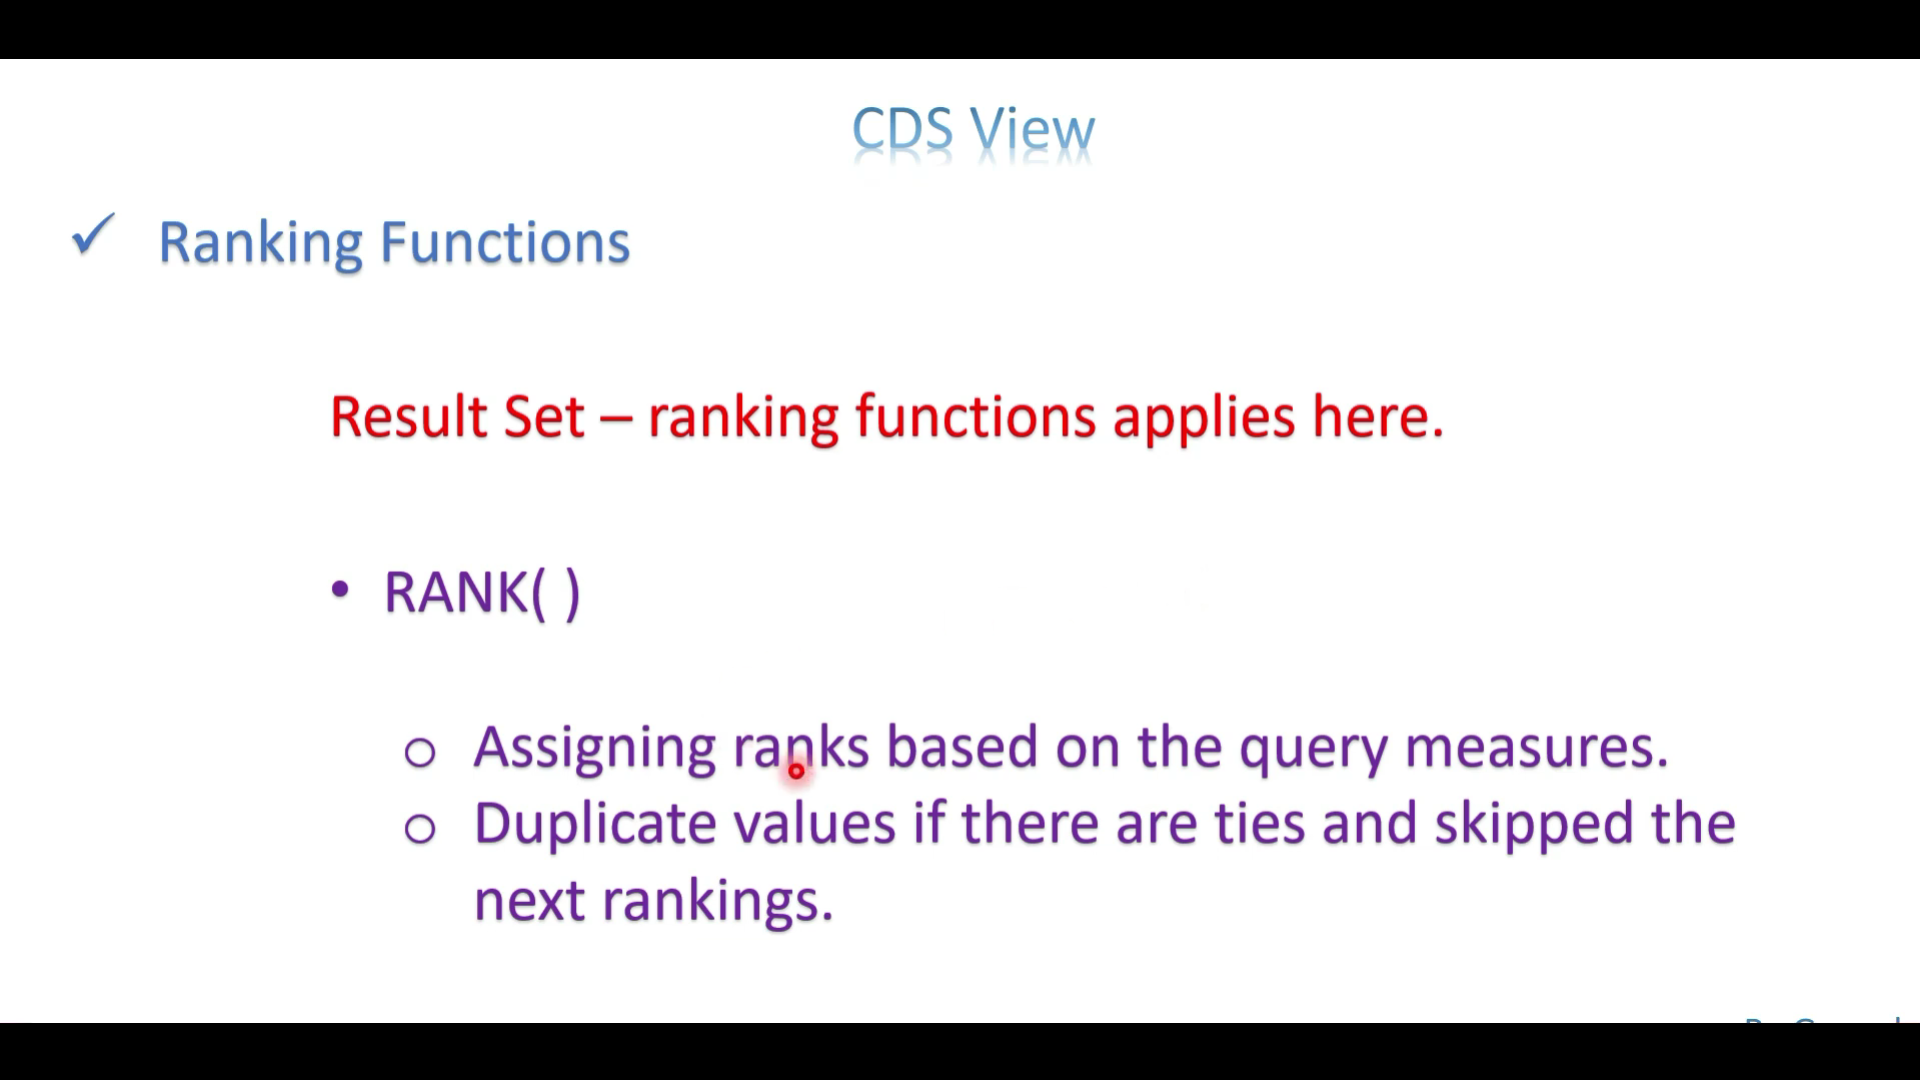 CDS View
✓ Ranking Functions
Result Set – ranking functions applies here.
• RANK( )
o Assigning ranks based on the query measures.
o Duplicate values if there are ties and skipped the
next rankings.